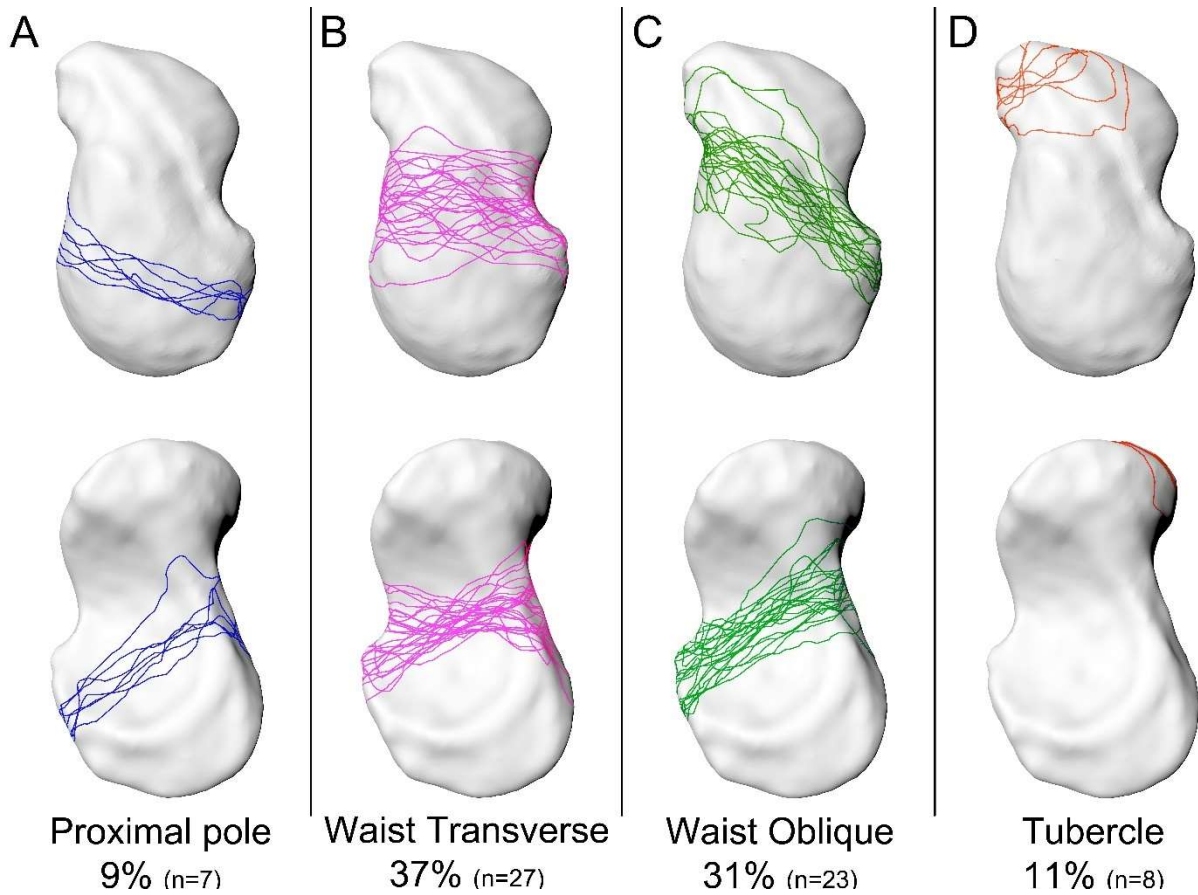 A
B
C
D
Proximal pole
9% (n=7)
Waist Transverse
37% (n=27)
Waist Oblique
31% (n=23)
Tubercle
11% (n=8)